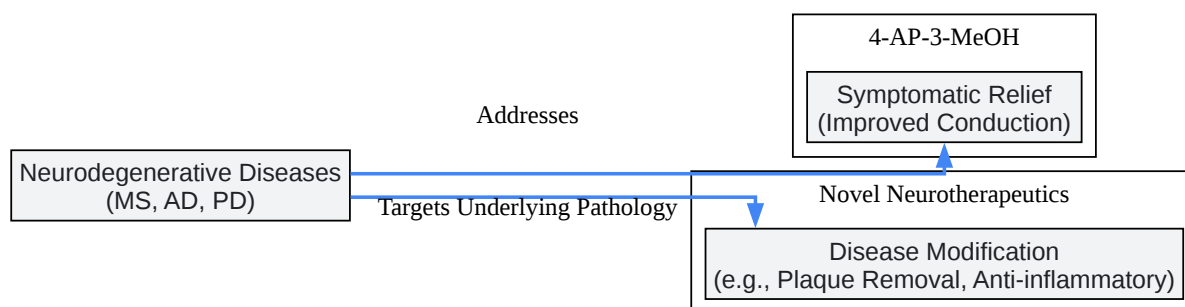 4-AP-3-MeOH
Symptomatic Relief
(Improved Conduction)
Addresses
Neurodegenerative Diseases
(MS, AD, PD)
Targets Underlying Pathology
Novel Neurotherapeutics
Disease Modification
(e.g., Plaque Removal, Anti-inflammatory)